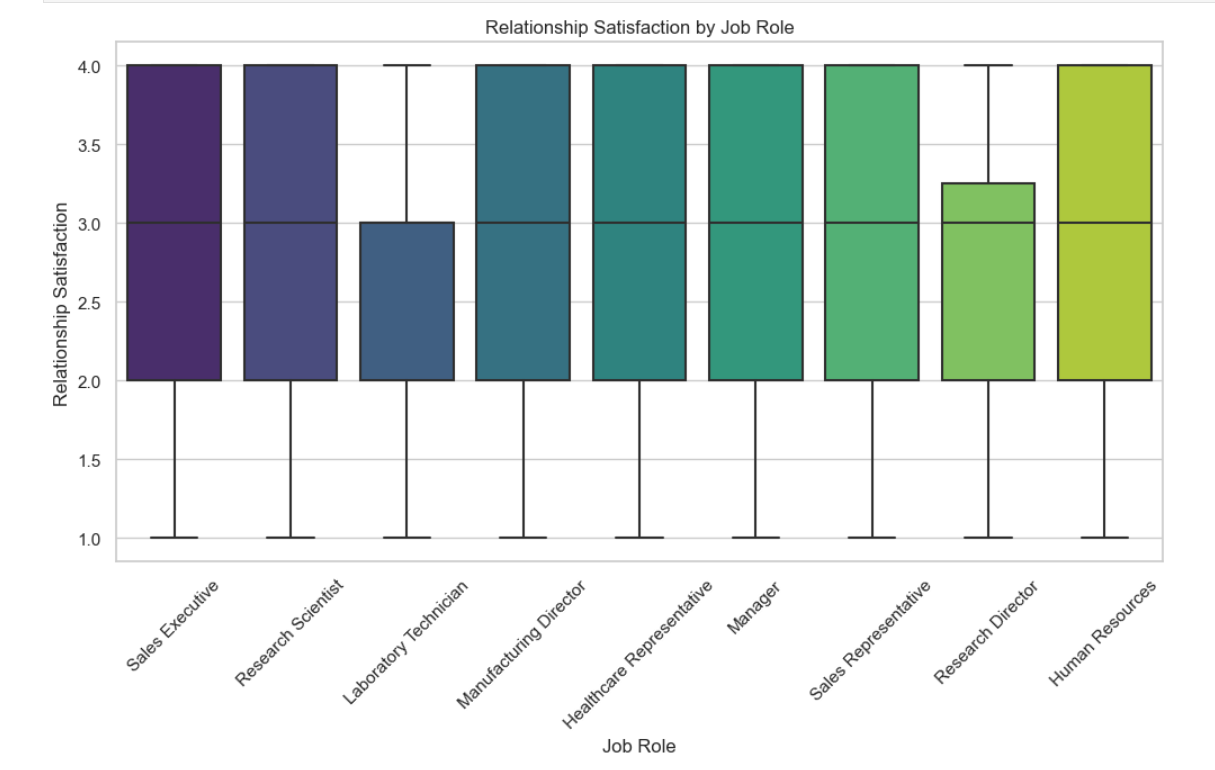 Relationship Satisfaction by Job Role
4.0
3.5
3.0
2.5
2.0
1.5
1.0
Relationship Satisfaction
Sales Executive
Research Scientist
Laboratory Technician
Manufacturing Director
Healthcare Representative
Manager
Sales Representative
Research Director
Human Resources
Job Role